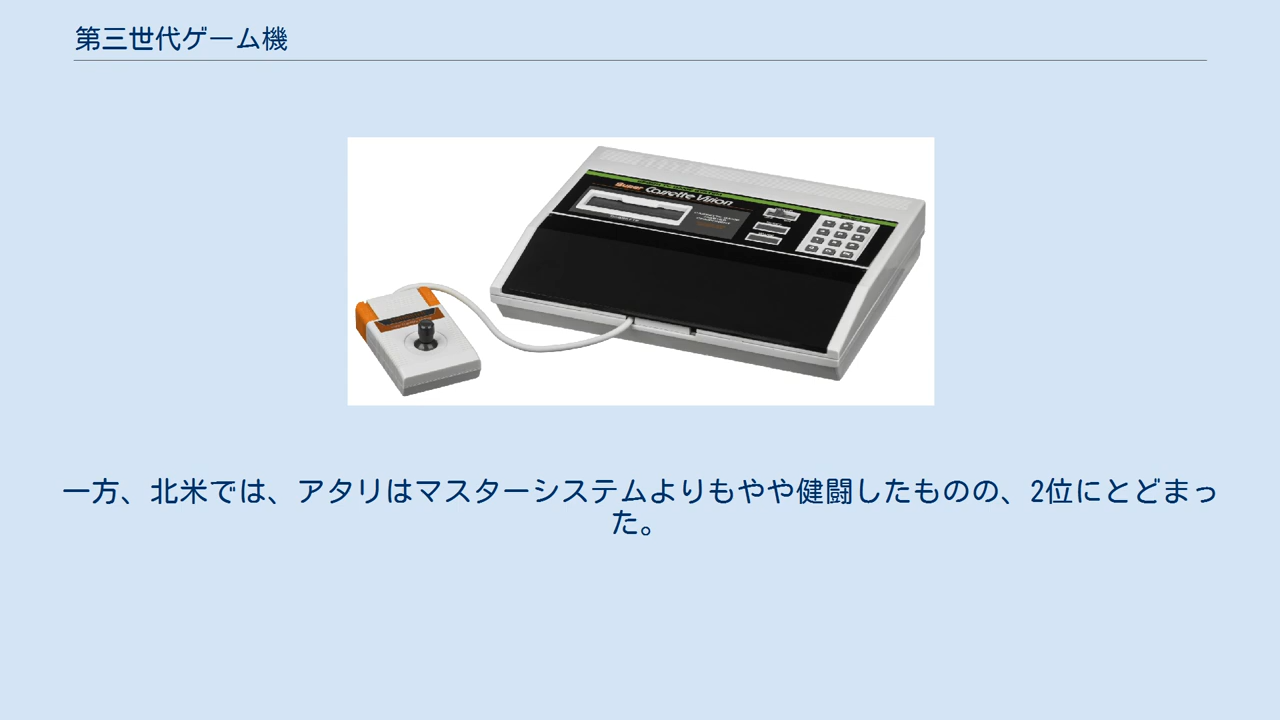 第三世代ゲーム機
Super Cassette Vision
一方、北米では、アタリはマスターシステムよりもやや健闘したものの、2位にとどまっ
た。